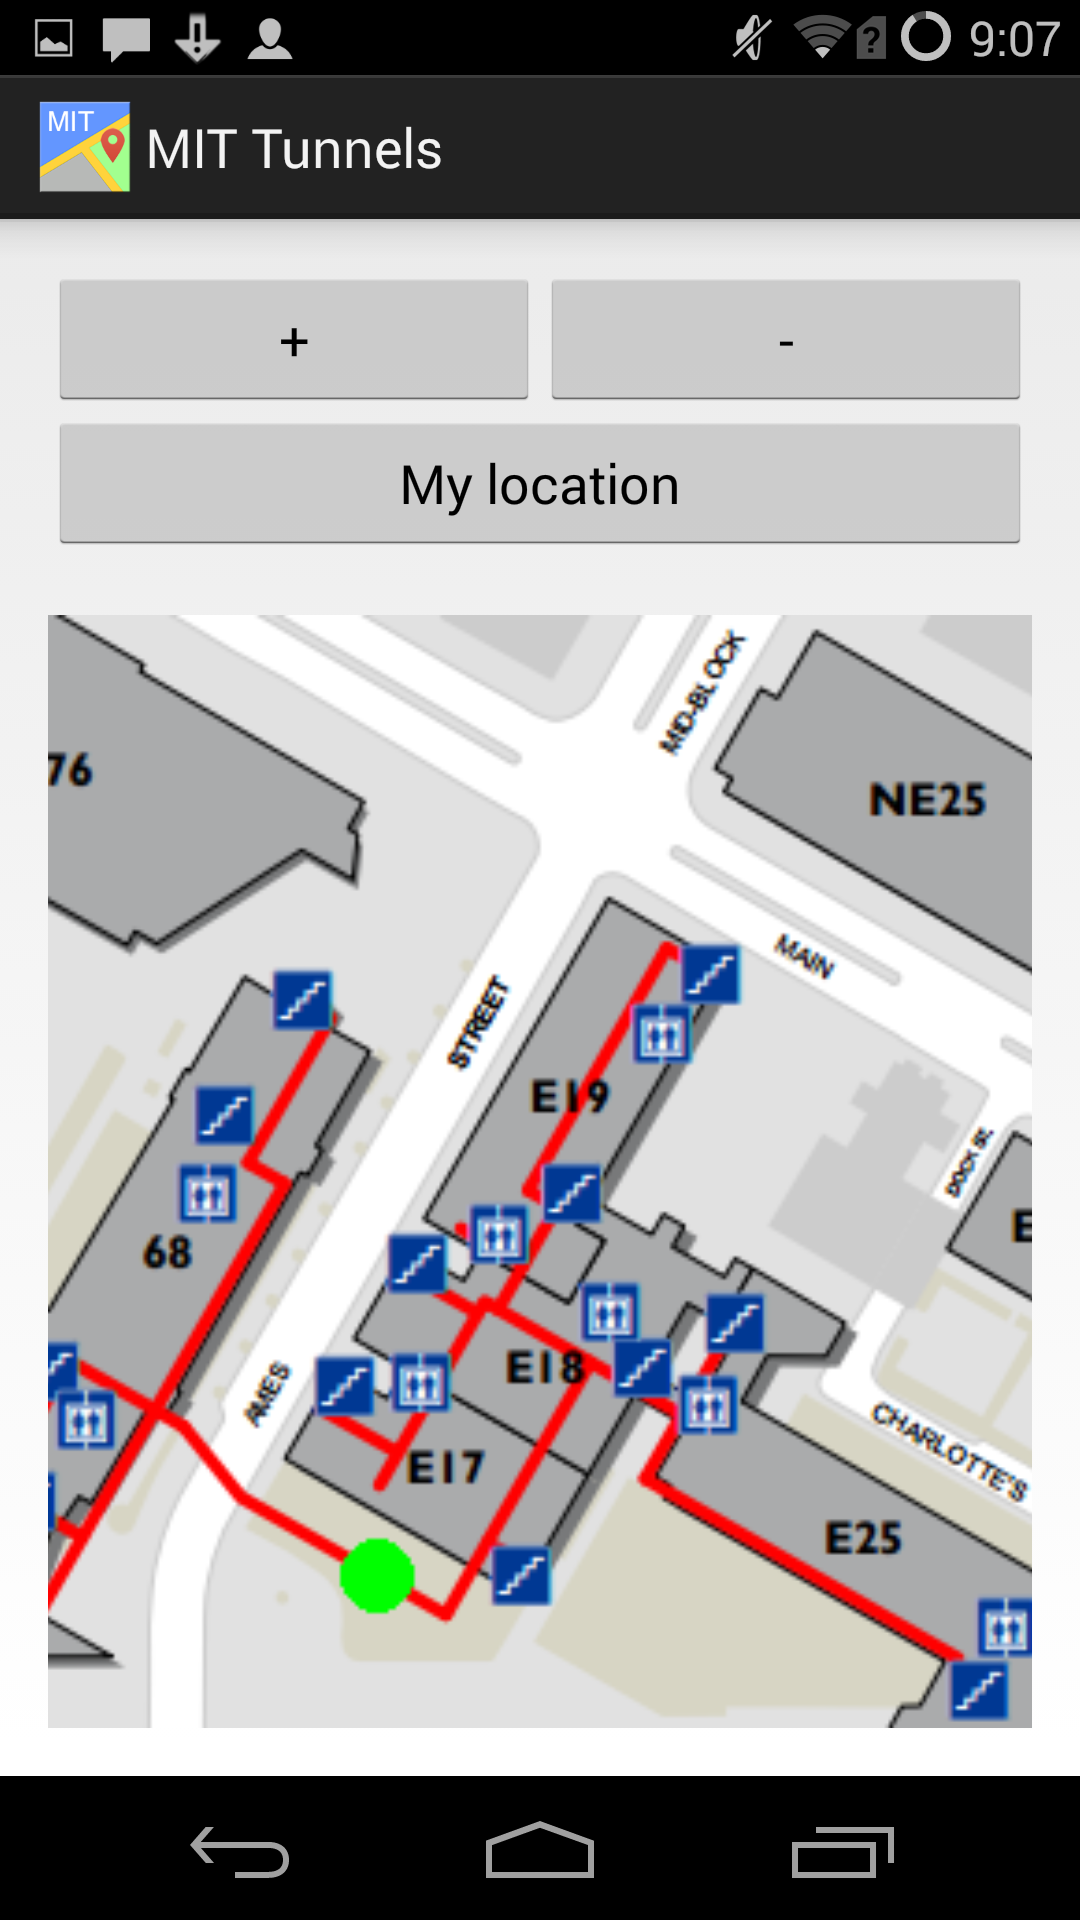 9:07
MIT
MIT Tunnels
+
-
My location
MID-BLOCK
76
NE25
MAIN
STREET
E19
DOCK St.
68
E
E18
AMES
CHARLOTTE'S
E17
E25